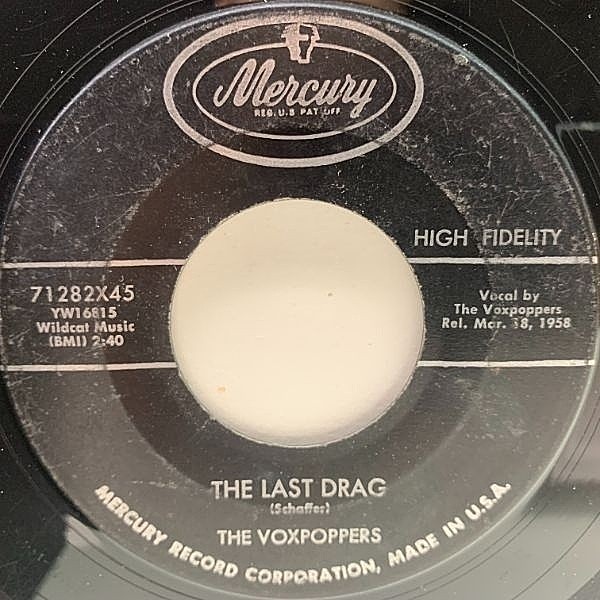 Mercury
REG. U.S PAT OFF
HIGH FIDELITY
71282X45
YW16815
Wildcat Music
(BMI) 2:40
Vocal by
The Voxpoppers
Rel. Mar. 18, 1958
THE LAST DRAG
(Schaffer)
THE VOXPOPPERS
MERCURY RECORD CORPORATION, MADE IN U.S.A.